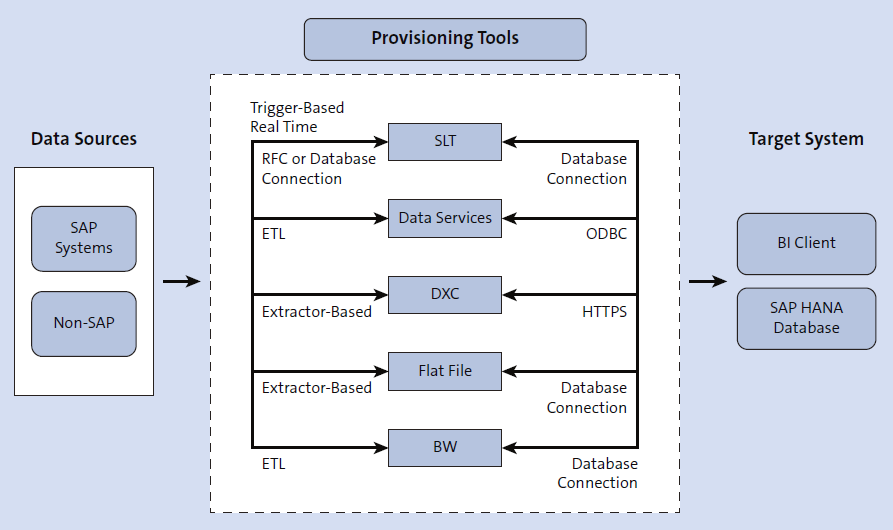 Provisioning Tools
Data Sources
SAP
Systems
Non-SAP
Trigger-Based
Real Time
SLT
RFC or Database
Connection
Database
Connection
Data Services
ETL
ODBC
DXC
Extractor-Based
HTTPS
Flat File
Extractor-Based
Database
Connection
BW
ETL
Database
Connection
Target System
BI Client
SAP HANA
Database